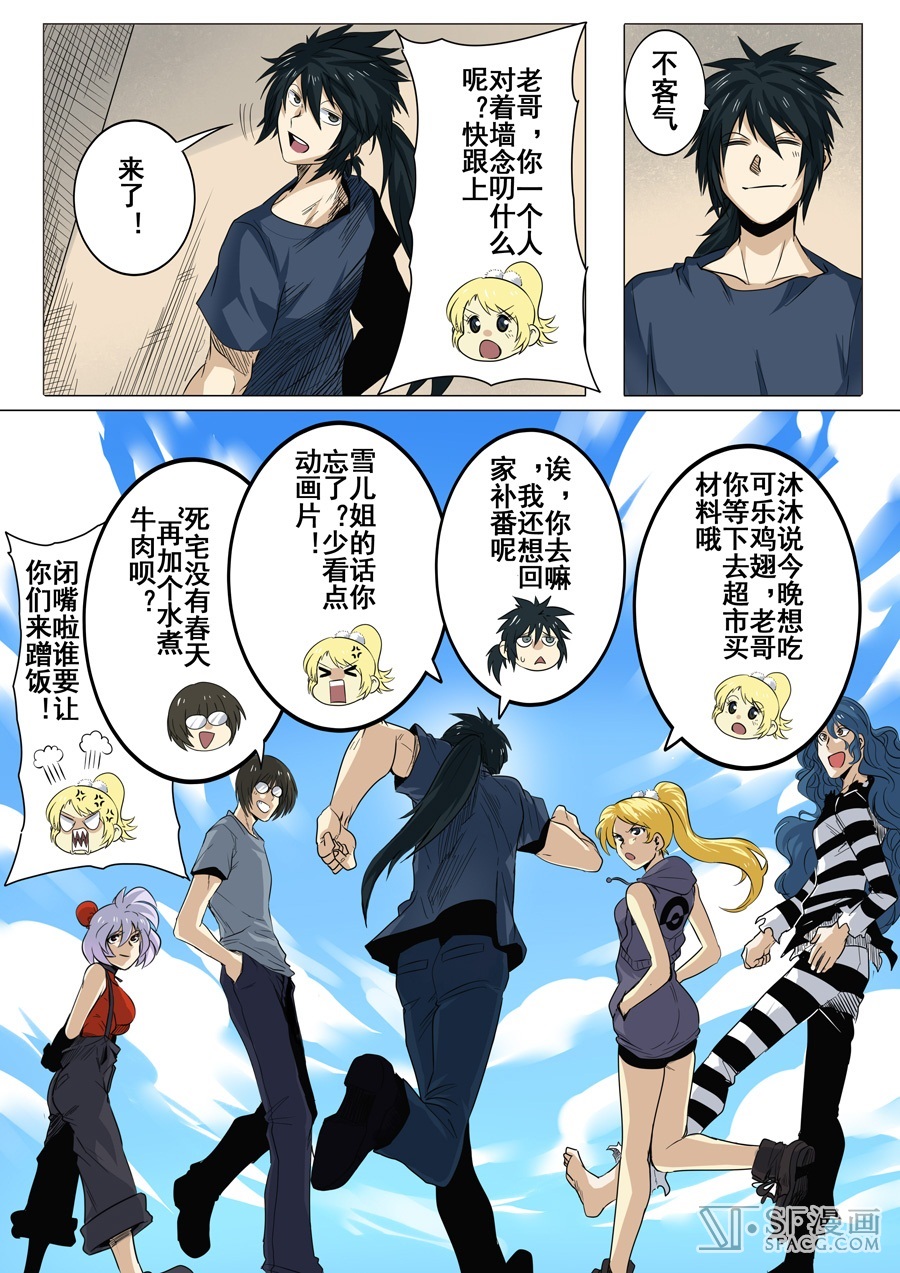 不客气
老哥，你一个人
对着墙念叨什么
呢？快跟上
来了！
沐沐说今晚想吃
可乐鸡翅，老哥
你等下去超市买
材料哦
诶，你去嘛
，我还想回
家补番呢
雪儿姐的话你
忘了？少看点
动画片！
死宅没有春天
，再加个水煮
牛肉呗？
闭嘴啦谁要让
你们来蹭饭！
SF漫画
SPACG.COM